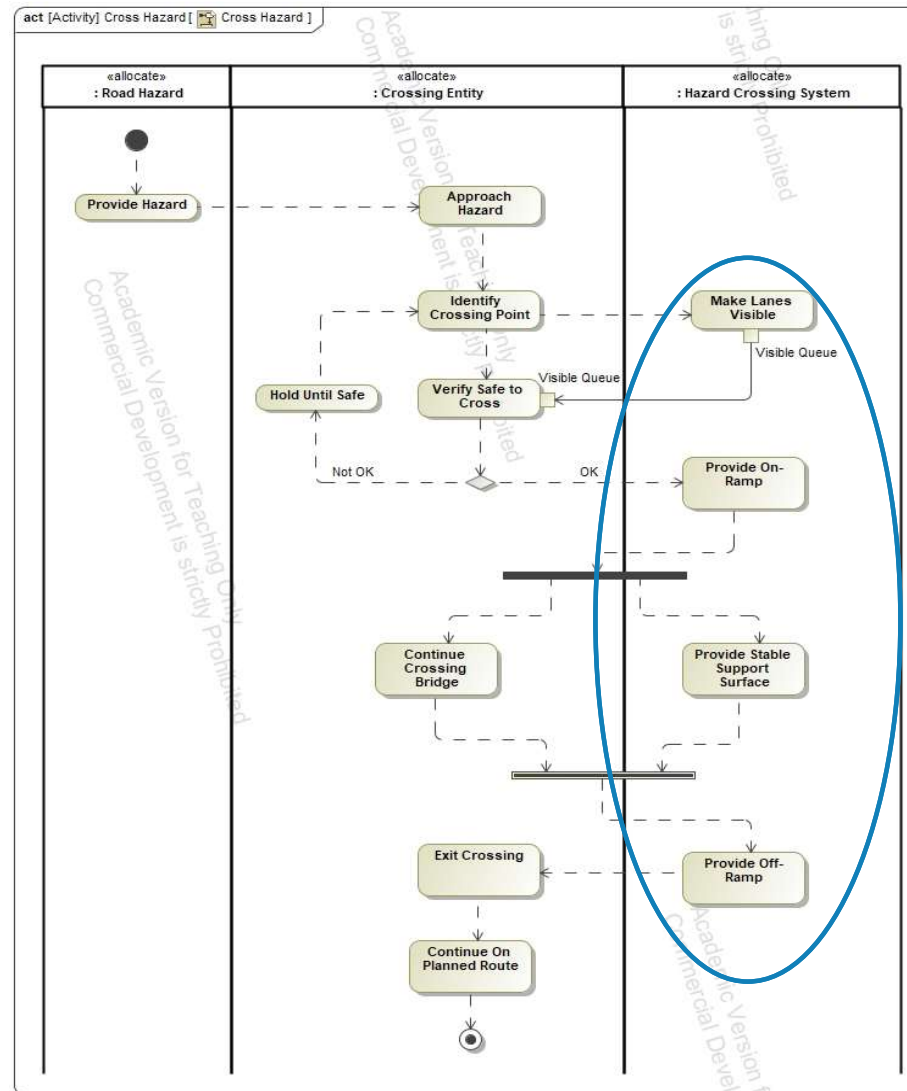 act [Activity] Cross Hazard [ Cross Hazard ]
«allocate»
: Road Hazard
«allocate»
: Crossing Entity
«allocate»
: Hazard Crossing System
Provide Hazard
Approach
Hazard
Identify
Crossing Point
Make Lanes
Visible
Visible Queue
Visible Queue
Hold Until Safe
Verify Safe to
Cross
Not OK
OK
Provide On-
Ramp
Continue
Crossing
Bridge
Provide Stable
Support
Surface
Exit Crossing
Provide Off-
Ramp
Continue On
Planned Route
Academic Version for Teaching Only
Commercial Development is strictly Prohibited